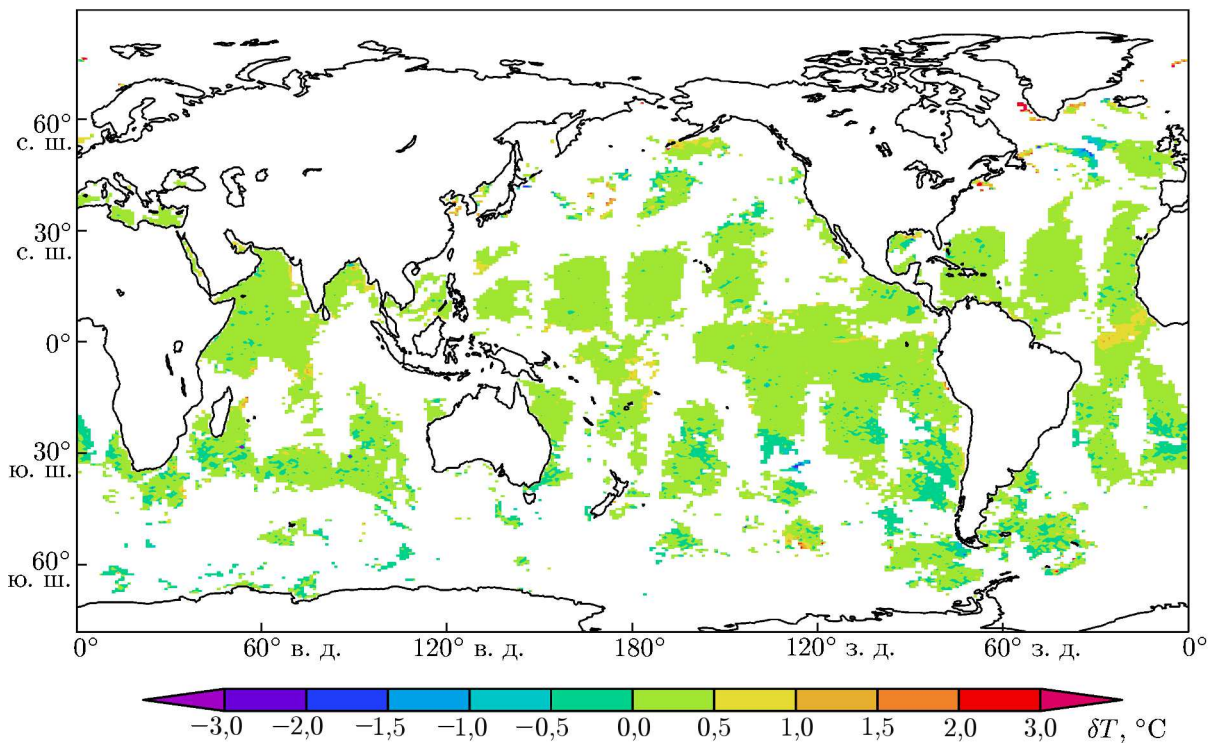 60°
с. ш.
30°
с. ш.
0°
30°
ю. ш.
60°
ю. ш.
0° 60° в. д. 120° в. д. 180° 120° з. д. 60° з. д. 0°
−3,0 −2,0 −1,5 −1,0 −0,5 0,0 0,5 1,0 1,5 2,0 3,0 δT, °C